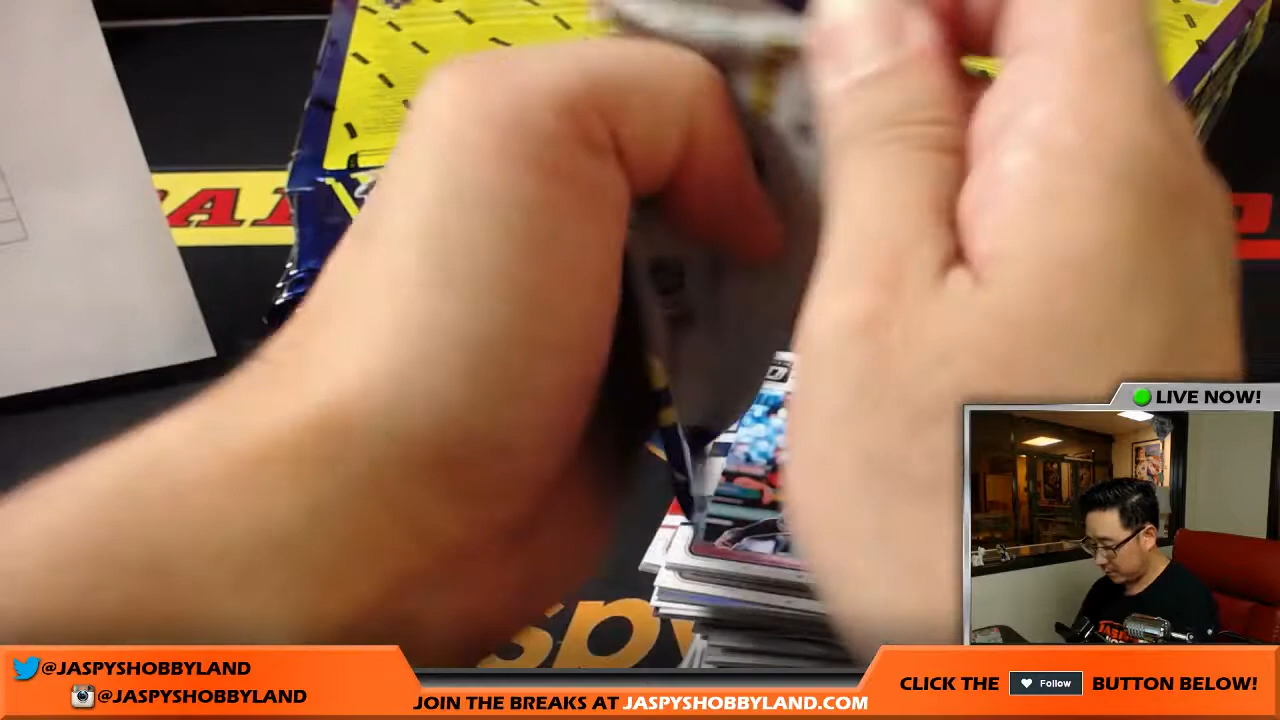 LIVE NOW!
@JASPYSHOBBYLAND
@JASPYSHOBBYLAND
JOIN THE BREAKS AT JASPYSHOBBYLAND.COM
CLICK THE Follow BUTTON BELOW!